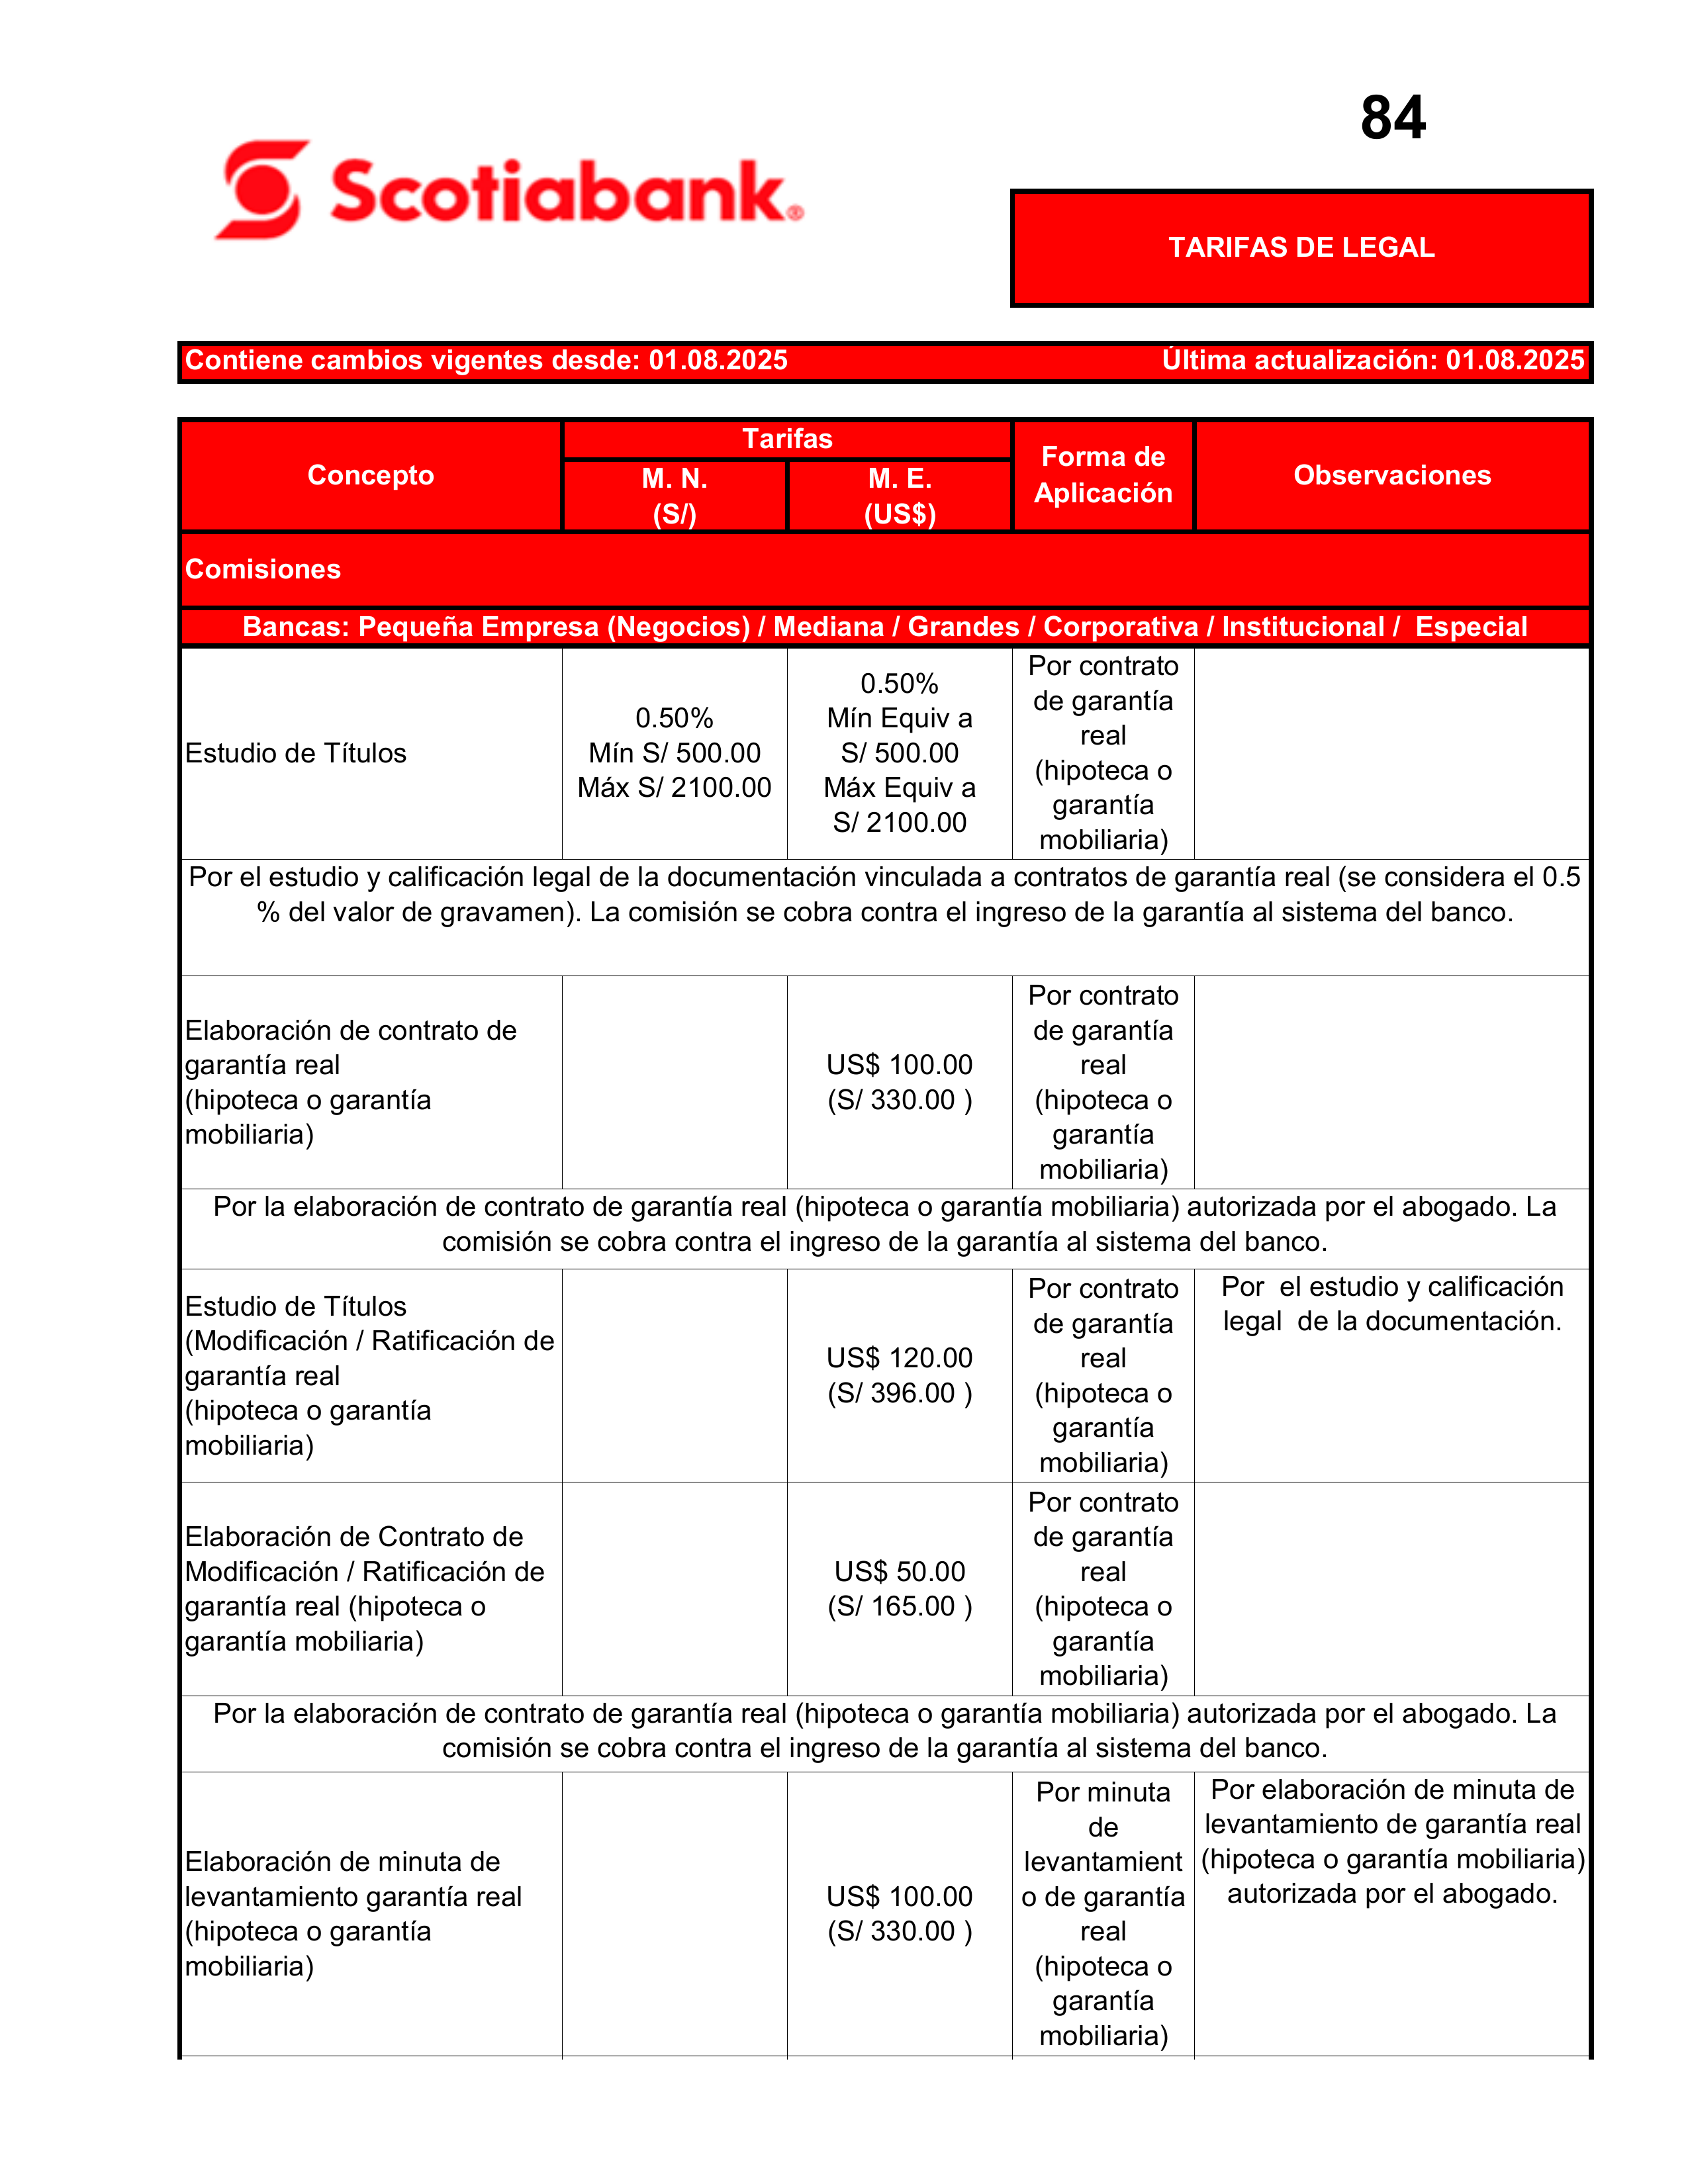 84
Scotiabank®
TARIFAS DE LEGAL
Contiene cambios vigentes desde: 01.08.2025 Última actualización: 01.08.2025
Concepto
Tarifas
M. N.
(S/)
M. E.
(US$)
Forma de
Aplicación
Observaciones
Comisiones
Bancas: Pequeña Empresa (Negocios) / Mediana / Grandes / Corporativa / Institucional /  Especial
Estudio de Títulos
0.50%
Mín S/ 500.00
Máx S/ 2100.00
0.50%
Mín Equiv a
S/ 500.00
Máx Equiv a
S/ 2100.00
Por contrato
de garantía
real
(hipoteca o
garantía
mobiliaria)
Por el estudio y calificación legal de la documentación vinculada a contratos de garantía real (se considera el 0.5
% del valor de gravamen). La comisión se cobra contra el ingreso de la garantía al sistema del banco.
Elaboración de contrato de
garantía real
(hipoteca o garantía
mobiliaria)
US$ 100.00
(S/ 330.00 )
Por contrato
de garantía
real
(hipoteca o
garantía
mobiliaria)
Por la elaboración de contrato de garantía real (hipoteca o garantía mobiliaria) autorizada por el abogado. La
comisión se cobra contra el ingreso de la garantía al sistema del banco.
Estudio de Títulos
(Modificación / Ratificación de
garantía real
(hipoteca o garantía
mobiliaria)
US$ 120.00
(S/ 396.00 )
Por contrato
de garantía
real
(hipoteca o
garantía
mobiliaria)
Por  el estudio y calificación
legal  de la documentación.
Elaboración de Contrato de
Modificación / Ratificación de
garantía real (hipoteca o
garantía mobiliaria)
US$ 50.00
(S/ 165.00 )
Por contrato
de garantía
real
(hipoteca o
garantía
mobiliaria)
Por la elaboración de contrato de garantía real (hipoteca o garantía mobiliaria) autorizada por el abogado. La
comisión se cobra contra el ingreso de la garantía al sistema del banco.
Elaboración de minuta de
levantamiento garantía real
(hipoteca o garantía
mobiliaria)
US$ 100.00
(S/ 330.00 )
Por minuta
de
levantamient
o de garantía
real
(hipoteca o
garantía
mobiliaria)
Por elaboración de minuta de
levantamiento de garantía real
(hipoteca o garantía mobiliaria)
autorizada por el abogado.